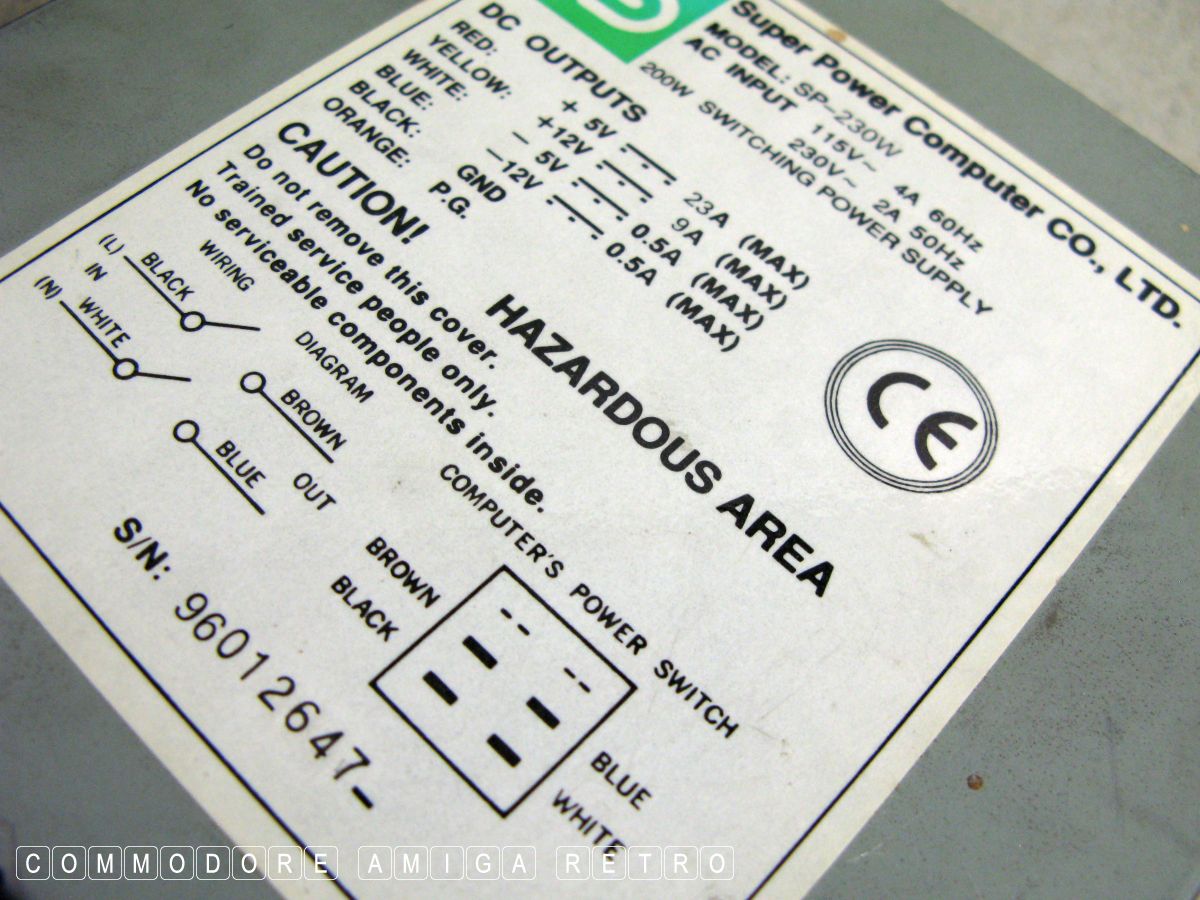 Super Power Computer CO., LTD.
MODEL: SP-230W
AC INPUT 115V~ 4A 60Hz
230V~ 2A 50Hz
200W SWITCHING POWER SUPPLY
DC OUTPUTS
RED: + 5V 23A (MAX)
YELLOW: +12V 9A (MAX)
WHITE: – 5V 0.5A (MAX)
BLUE: –12V 0.5A (MAX)
BLACK: GND
ORANGE: P.G.
CAUTION!
Do not remove this cover.
Trained service people only.
No serviceable components inside.
HAZARDOUS AREA
CE
WIRING DIAGRAM
(L) BLACK
IN
(N) WHITE
BROWN
BLUE
OUT
COMPUTER'S POWER SWITCH
BROWN
BLACK
BLUE
WHITE
S/N: 96012647-
COMMODORE AMIGA RETRO